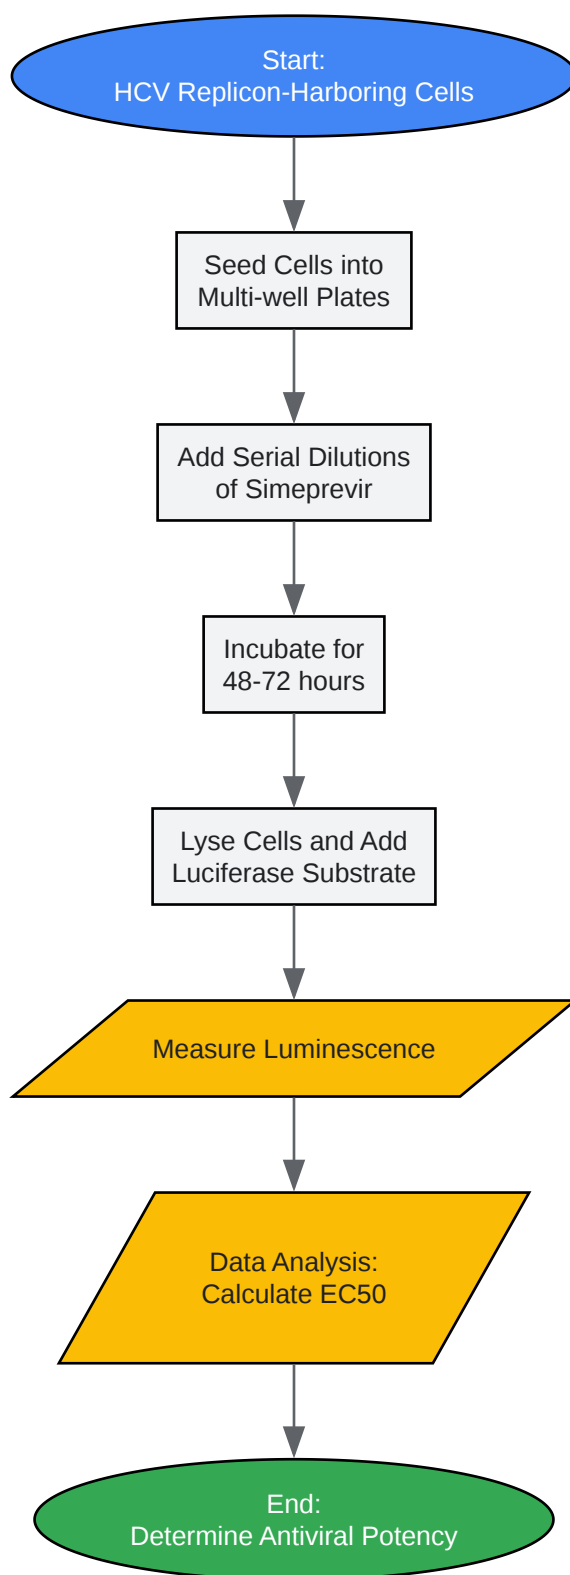 Start:
HCV Replicon-Harboring Cells
Seed Cells into
Multi-well Plates
Add Serial Dilutions
of Simeprevir
Incubate for
48-72 hours
Lyse Cells and Add
Luciferase Substrate
Measure Luminescence
Data Analysis:
Calculate EC50
End:
Determine Antiviral Potency